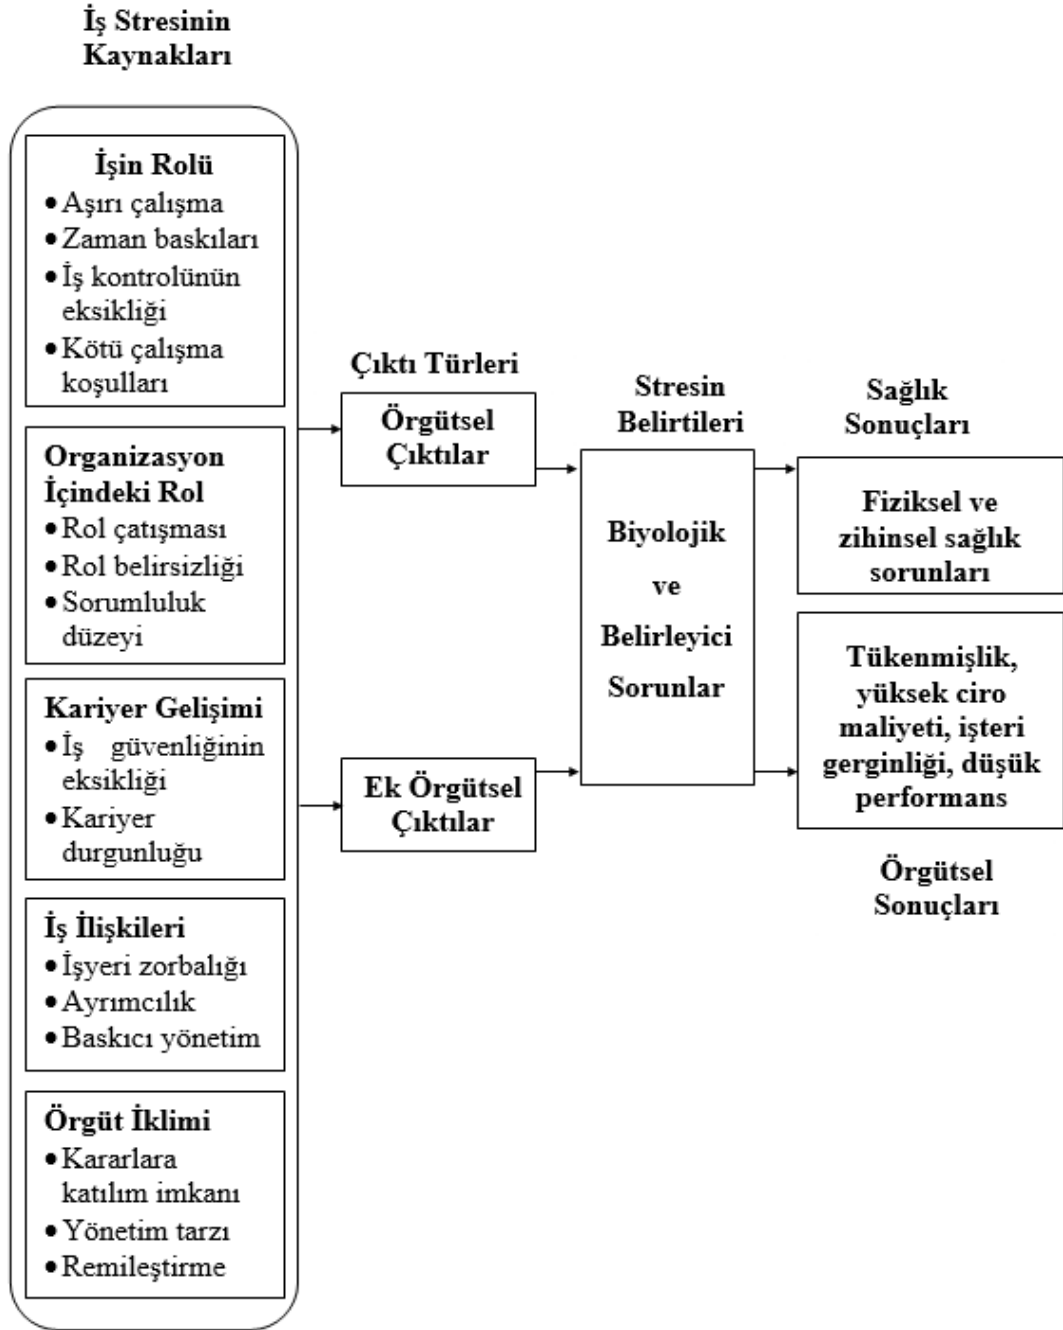 İş Stresinin
Kaynakları
İşin Rolü
• Aşırı çalışma
• Zaman baskıları
• İş kontrolünün
eksikliği
• Kötü çalışma
koşulları
Organizasyon
İçindeki Rol
• Rol çatışması
• Rol belirsizliği
• Sorumluluk
düzeyi
Kariyer Gelişimi
• İş güvenliğinin
eksikliği
• Kariyer
durgunluğu
İş İlişkileri
• İşyeri zorbalığı
• Ayrımcılık
• Baskıcı yönetim
Örgüt İklimi
• Kararlara
katılım imkanı
• Yönetim tarzı
• Remileştirme
Çıktı Türleri
Örgütsel
Çıktılar
Ek Örgütsel
Çıktılar
Stresin
Belirtileri
Biyolojik
ve
Belirleyici
Sorunlar
Sağlık
Sonuçları
Fiziksel ve
zihinsel sağlık
sorunları
Tükenmişlik,
yüksek ciro
maliyeti, işteri
gerginliği, düşük
performans
Örgütsel
Sonuçları